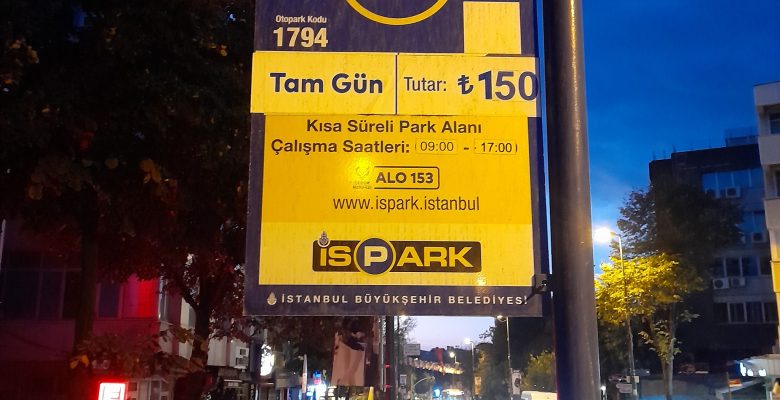 Otopark Kodu
1794
Tam Gün Tutar: ₺150
Kısa Süreli Park Alanı
Çalışma Saatleri: 09:00 - 17:00
ALO 153
www.ispark.istanbul
İSPARK
İSTANBUL BÜYÜKŞEHİR BELEDİYESİ